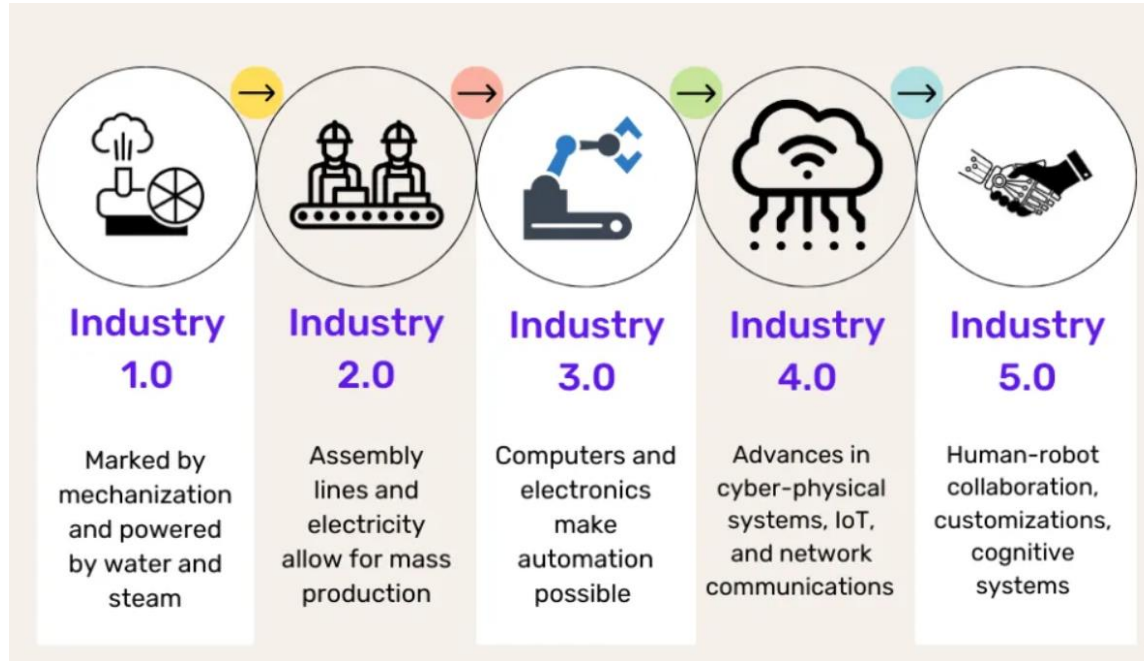 Industry
1.0
Marked by
mechanization
and powered
by water and
steam
Industry
2.0
Assembly
lines and
electricity
allow for mass
production
Industry
3.0
Computers and
electronics
make
automation
possible
Industry
4.0
Advances in
cyber-physical
systems, IoT,
and network
communications
Industry
5.0
Human-robot
collaboration,
customizations,
cognitive
systems